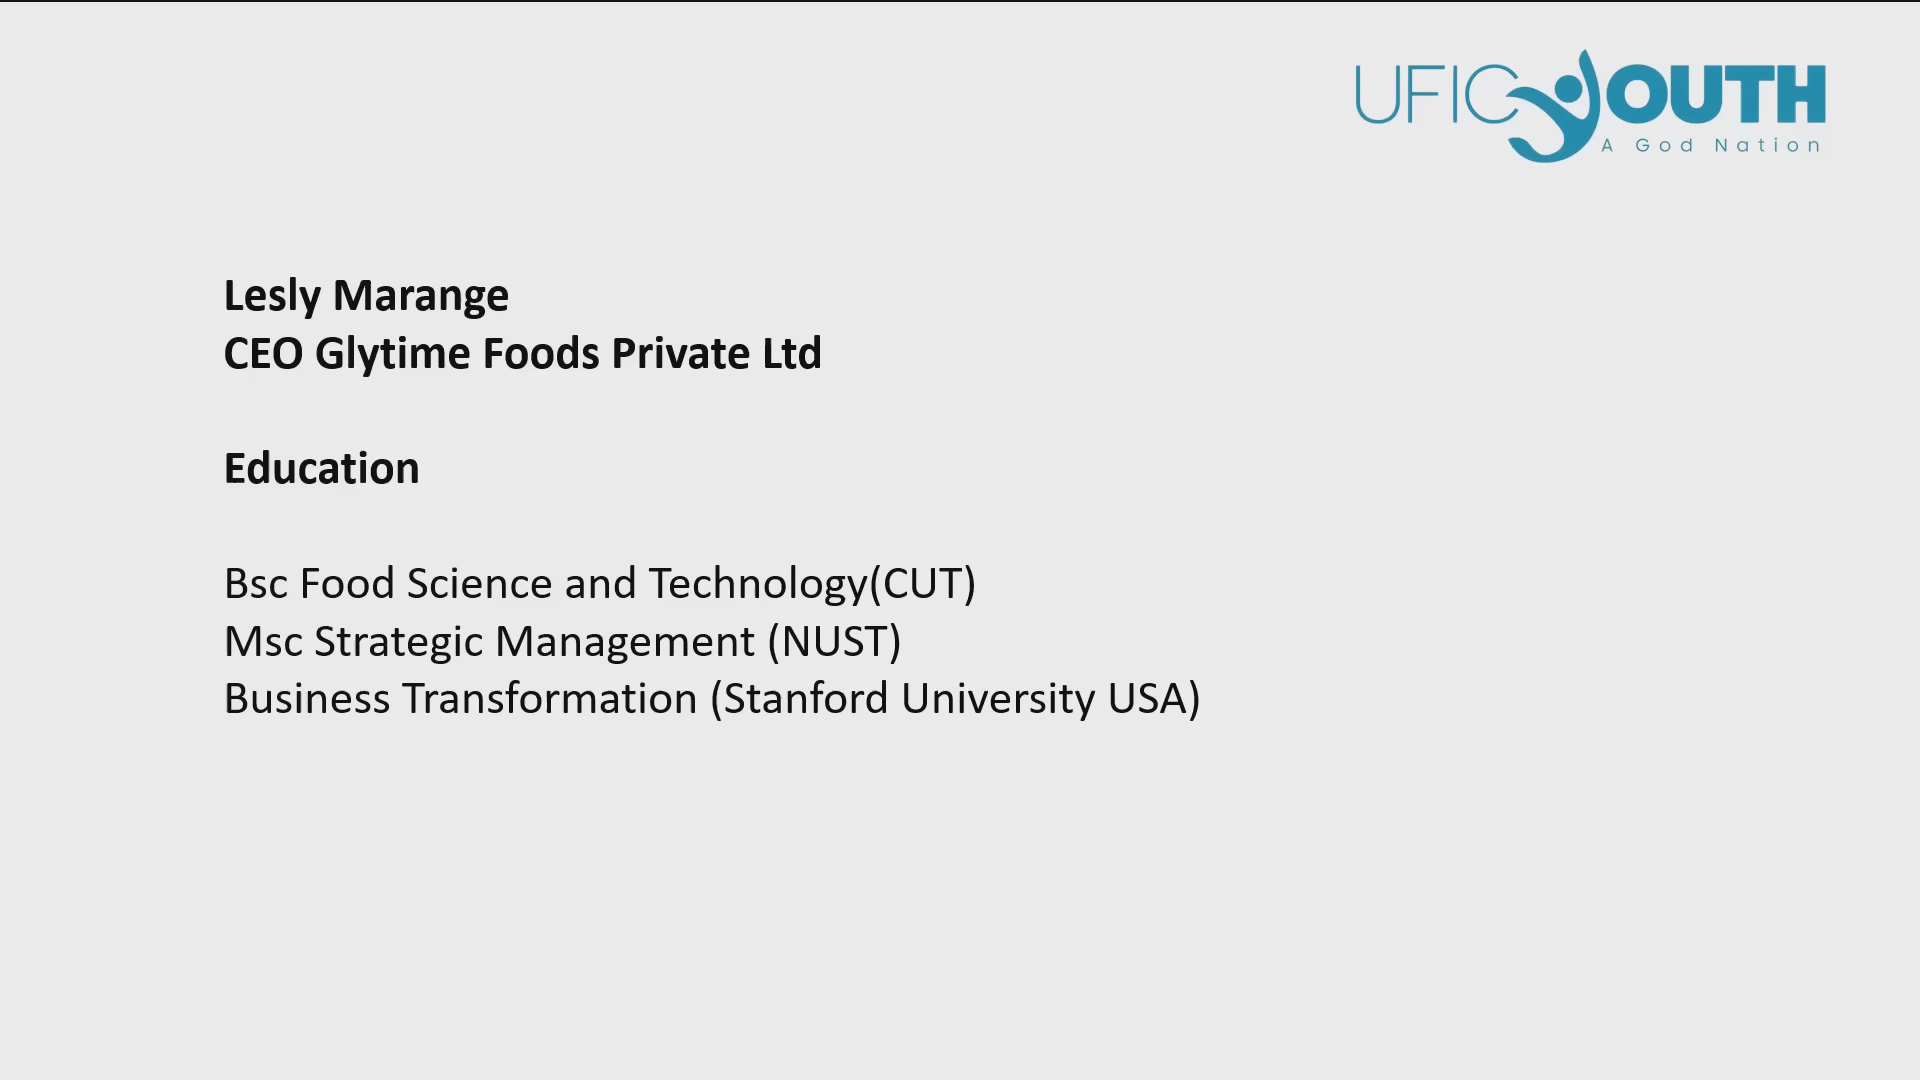 UFIC YOUTH
A God Nation
Lesly Marange
CEO Glytime Foods Private Ltd
Education
Bsc Food Science and Technology(CUT)
Msc Strategic Management (NUST)
Business Transformation (Stanford University USA)